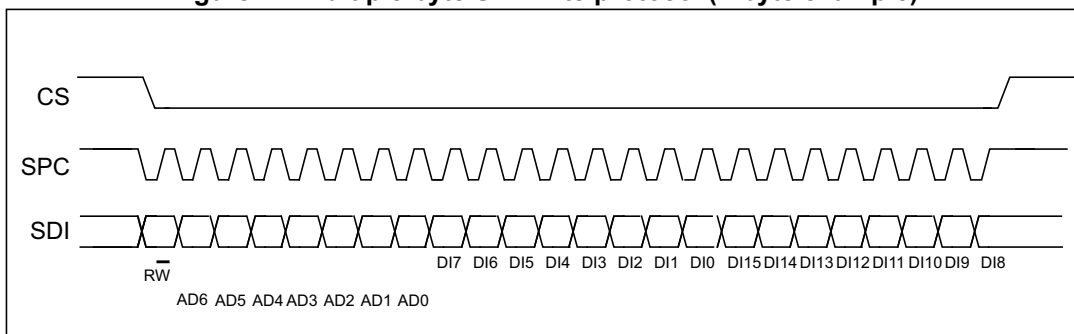 CS
SPC
SDI
RW
DI7 DI6 DI5 DI4 DI3 DI2 DI1 DI0 DI15 DI14 DI13 DI12 DI11 DI10 DI9 DI8
AD6 AD5 AD4 AD3 AD2 AD1 AD0